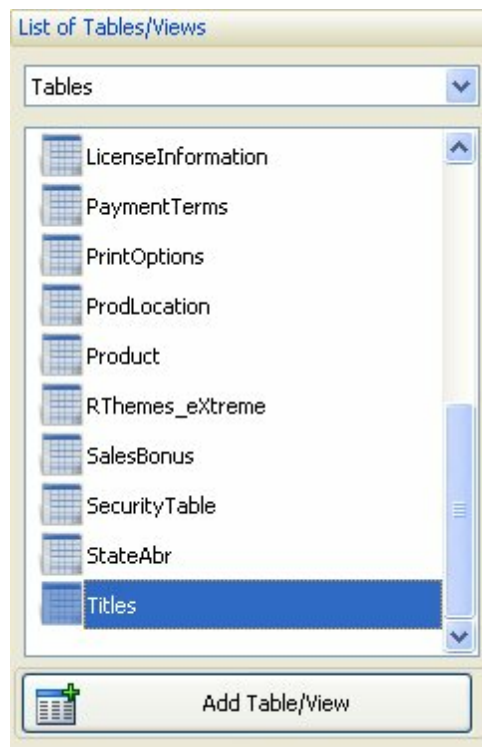 List of Tables/Views
Tables
LicenseInformation
PaymentTerms
PrintOptions
ProdLocation
Product
RThemes_eXtreme
SalesBonus
SecurityTable
StateAbr
Titles
Add Table/View